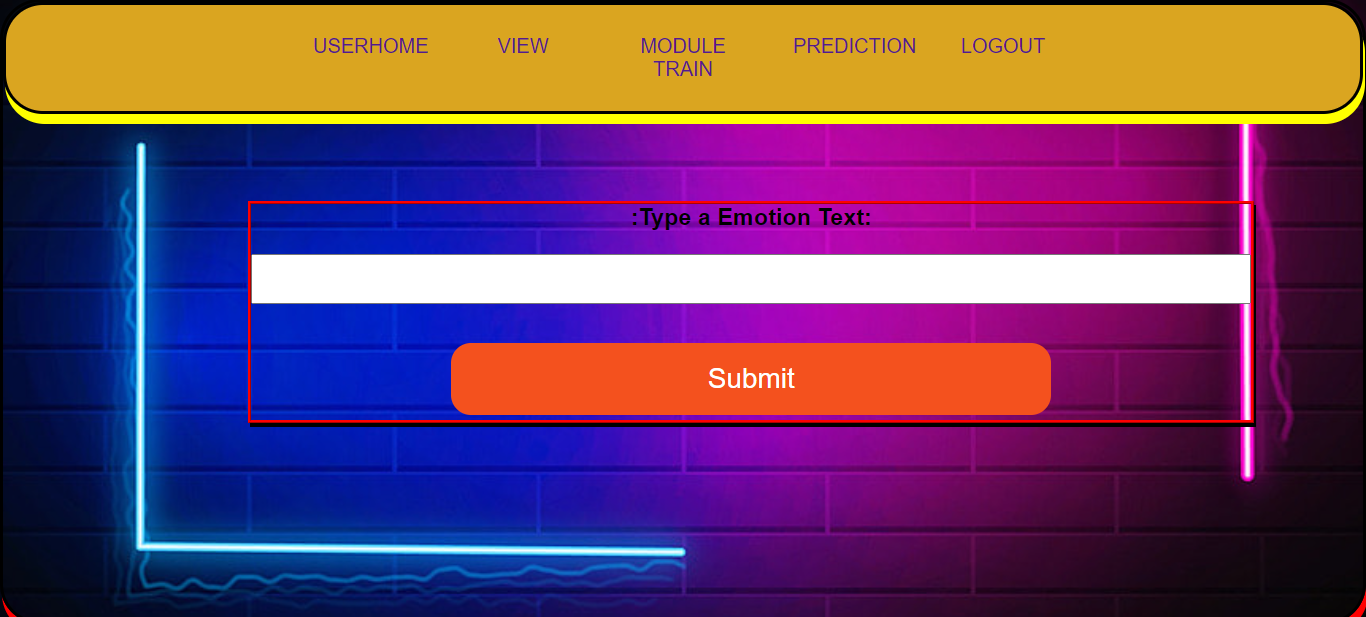 USERHOME VIEW MODULE PREDICTION LOGOUT
TRAIN
:Type a Emotion Text:
Submit